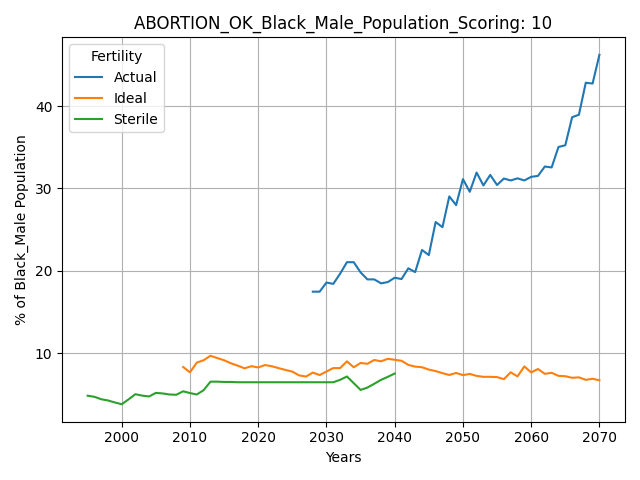 ABORTION_OK_Black_Male_Population_Scoring: 10
Fertility
Actual
Ideal
Sterile
% of Black_Male Population
40
30
20
10
2000 2010 2020 2030 2040 2050 2060 2070
Years